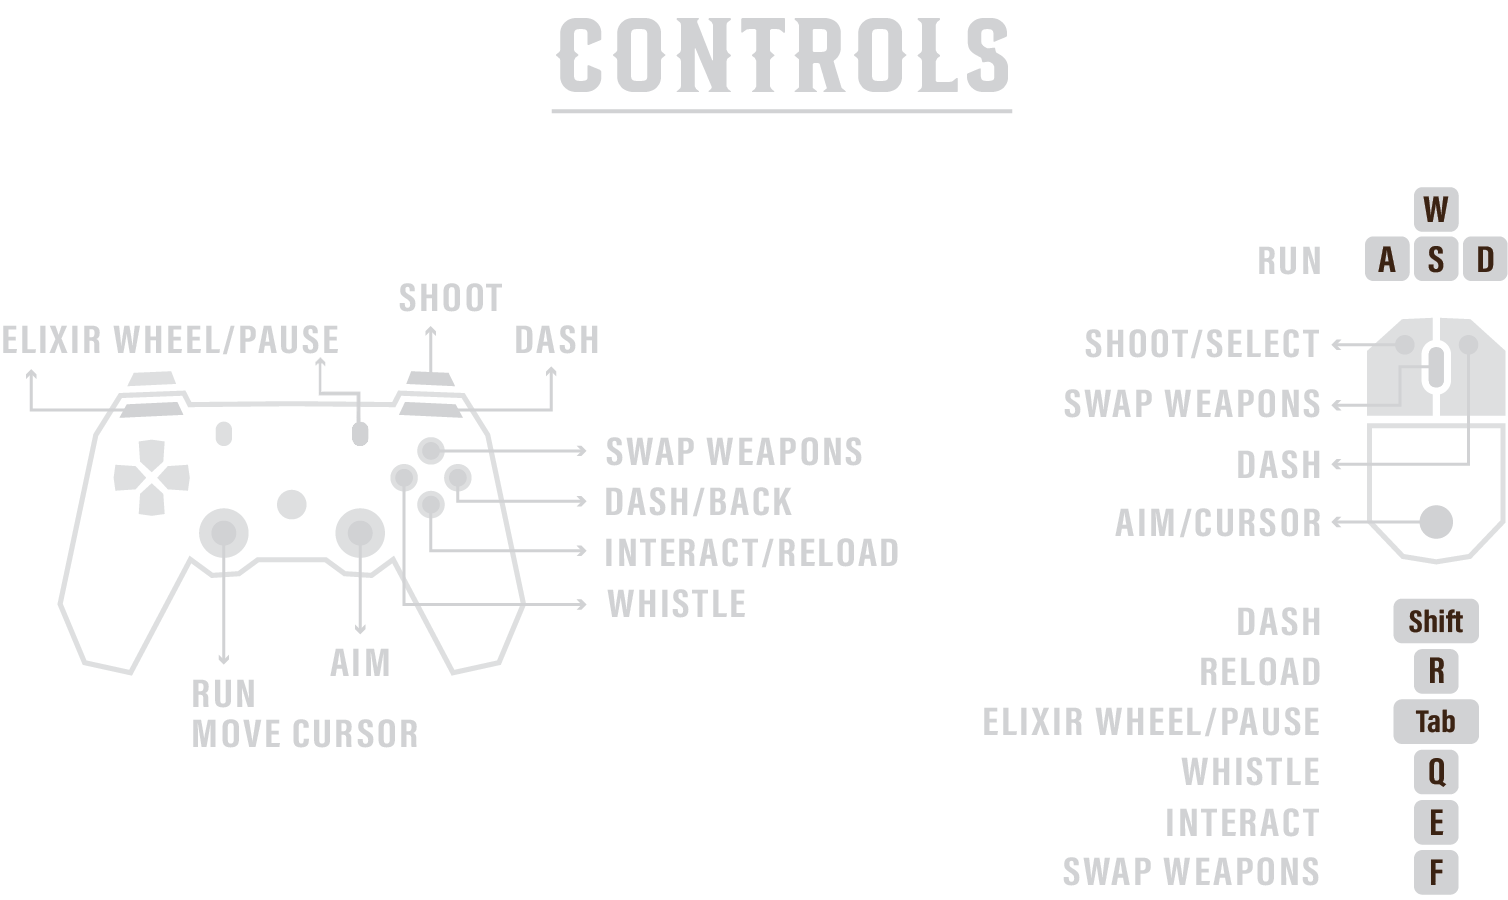 CONTROLS
SHOOT
ELIXIR WHEEL/PAUSE
DASH
SWAP WEAPONS
DASH/BACK
INTERACT/RELOAD
WHISTLE
AIM
RUN
MOVE CURSOR
W
RUN A S D
SHOOT/SELECT
SWAP WEAPONS
DASH
AIM/CURSOR
DASH Shift
RELOAD R
ELIXIR WHEEL/PAUSE Tab
WHISTLE Q
INTERACT E
SWAP WEAPONS F